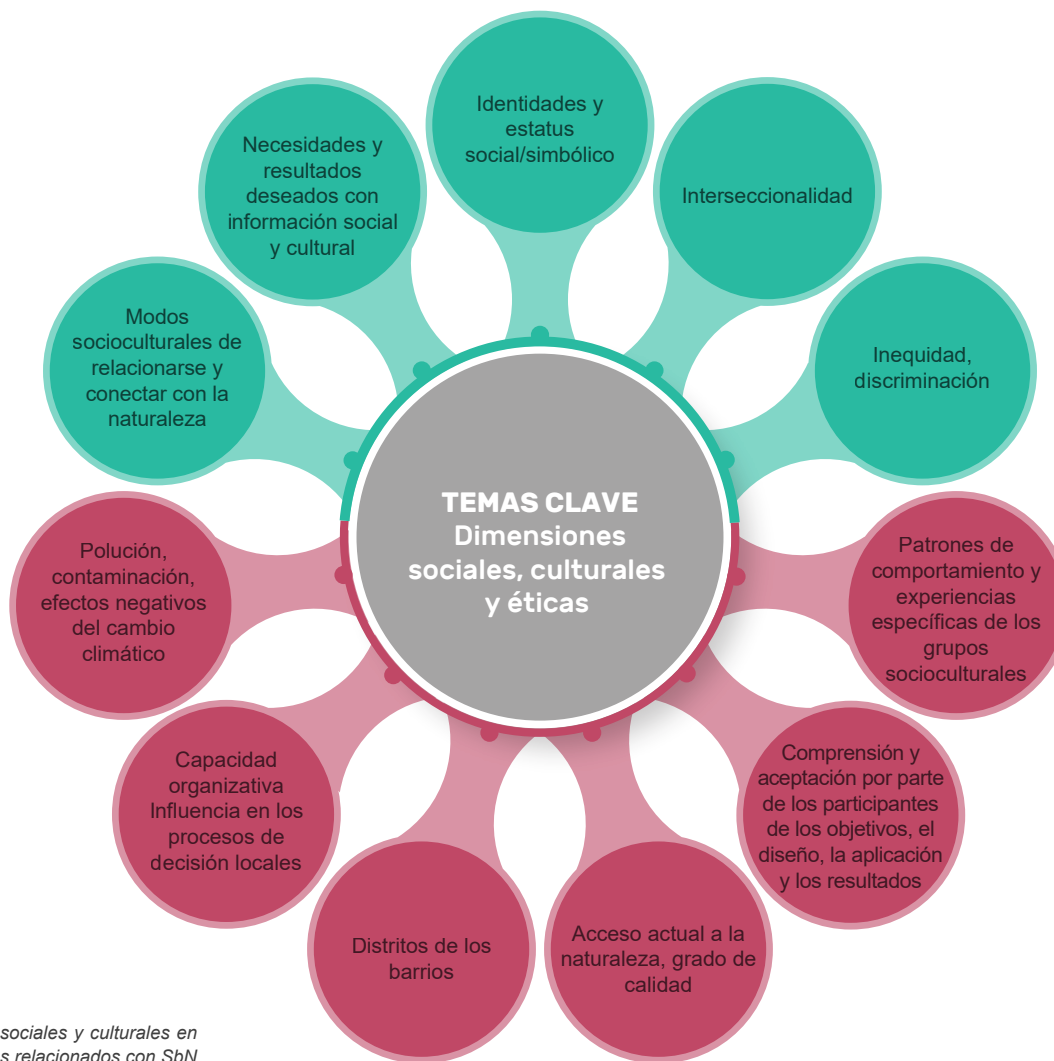 Identidades y
estatus
social/simbólico
Necesidades y
resultados
deseados con
información social
y cultural
Interseccionalidad
Modos
socioculturales de
relacionarse y
conectar con la
naturaleza
Inequidad,
discriminación
TEMAS CLAVE
Dimensiones
sociales, culturales
y éticas
Polución,
contaminación,
efectos negativos
del cambio
climático
Patrones de
comportamiento y
experiencias
específicas de los
grupos
socioculturales
Capacidad
organizativa
Influencia en los
procesos de
decisión locales
Comprensión y
aceptación por parte
de los participantes
de los objetivos, el
diseño, la aplicación
y los resultados
Distritos de los
barrios
Acceso actual a la
naturaleza, grado de
calidad
sociales y culturales en
s relacionados con SbN